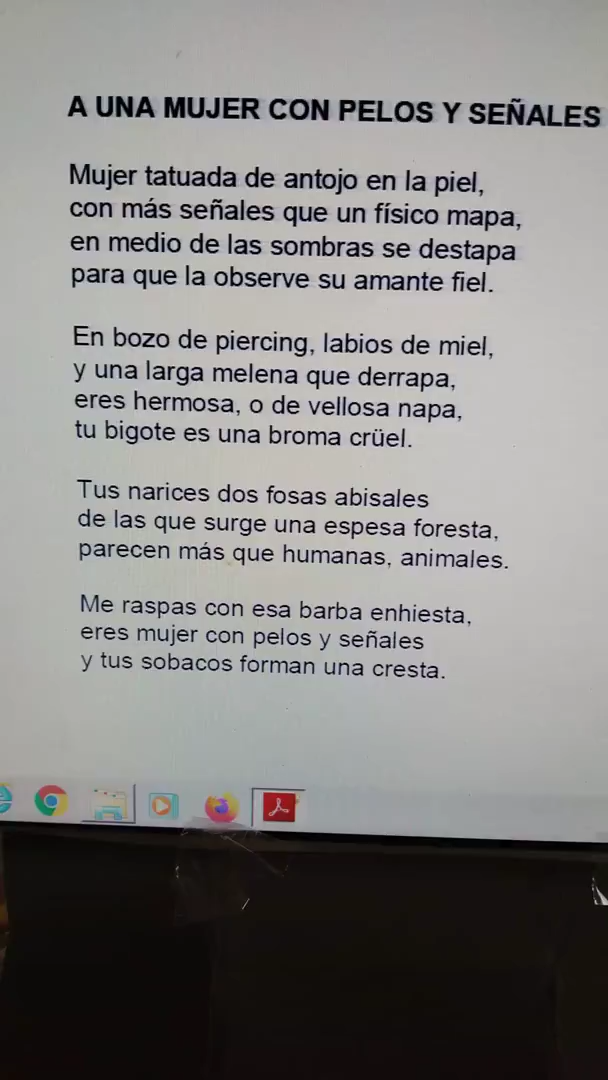 A UNA MUJER CON PELOS Y SEÑALES
Mujer tatuada de antojo en la piel,
con más señales que un físico mapa,
en medio de las sombras se destapa
para que la observe su amante fiel.
En bozo de piercing, labios de miel,
y una larga melena que derrapa,
eres hermosa, o de vellosa napa,
tu bigote es una broma crüel.
Tus narices dos fosas abisales
de las que surge una espesa foresta,
parecen más que humanas, animales.
Me raspas con esa barba enhiesta,
eres mujer con pelos y señales
y tus sobacos forman una cresta.